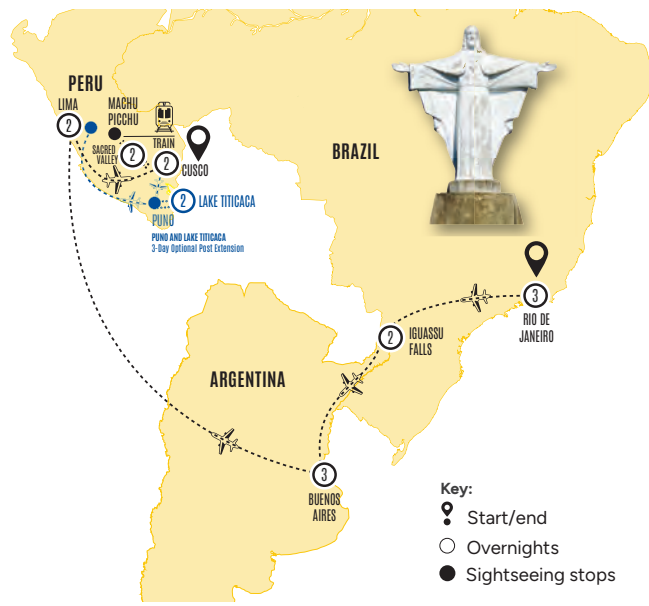 PERU
LIMA
2
MACHU
PICCHU
TRAIN
SACRED
VALLEY
2
2
CUSCO
2
LAKE TITICACA
PUNO
PUNO AND LAKE TITICACA
3-Day Optional Post Extension
BRAZIL
3
RIO DE
JANEIRO
2
IGUASSU
FALLS
ARGENTINA
3
BUENOS
AIRES
Key:
Start/end
Overnights
Sightseeing stops